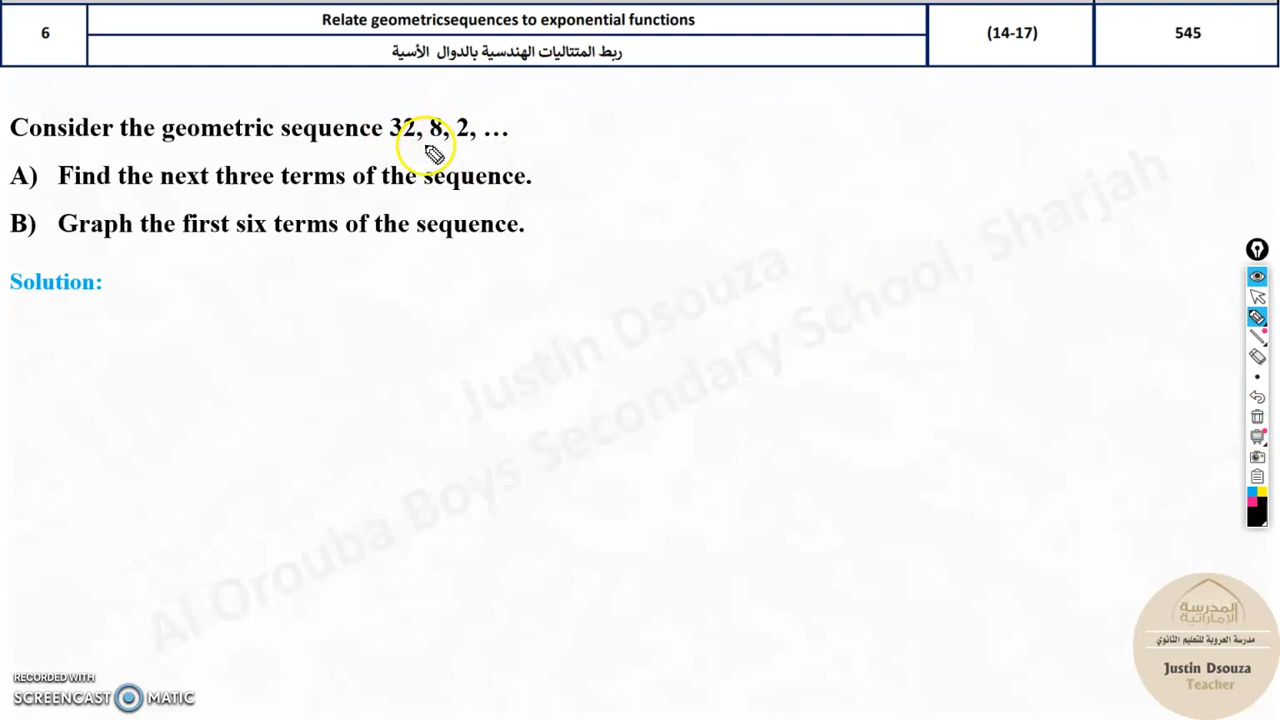 6
Relate geometricsequences to exponential functions
ربط المتتاليات الهندسية بالدوال الأسية
(14-17)
545
Consider the geometric sequence 32, 8, 2, …
A) Find the next three terms of the sequence.
B) Graph the first six terms of the sequence.
Solution:
Justin Dsouza
Al Orouba Boys Secondary School, Sharjah
المدرسة
الإماراتية
مدرسة العروبة للتعليم الثانوي
Justin Dsouza
Teacher
RECORDED WITH
SCREENCAST MATIC